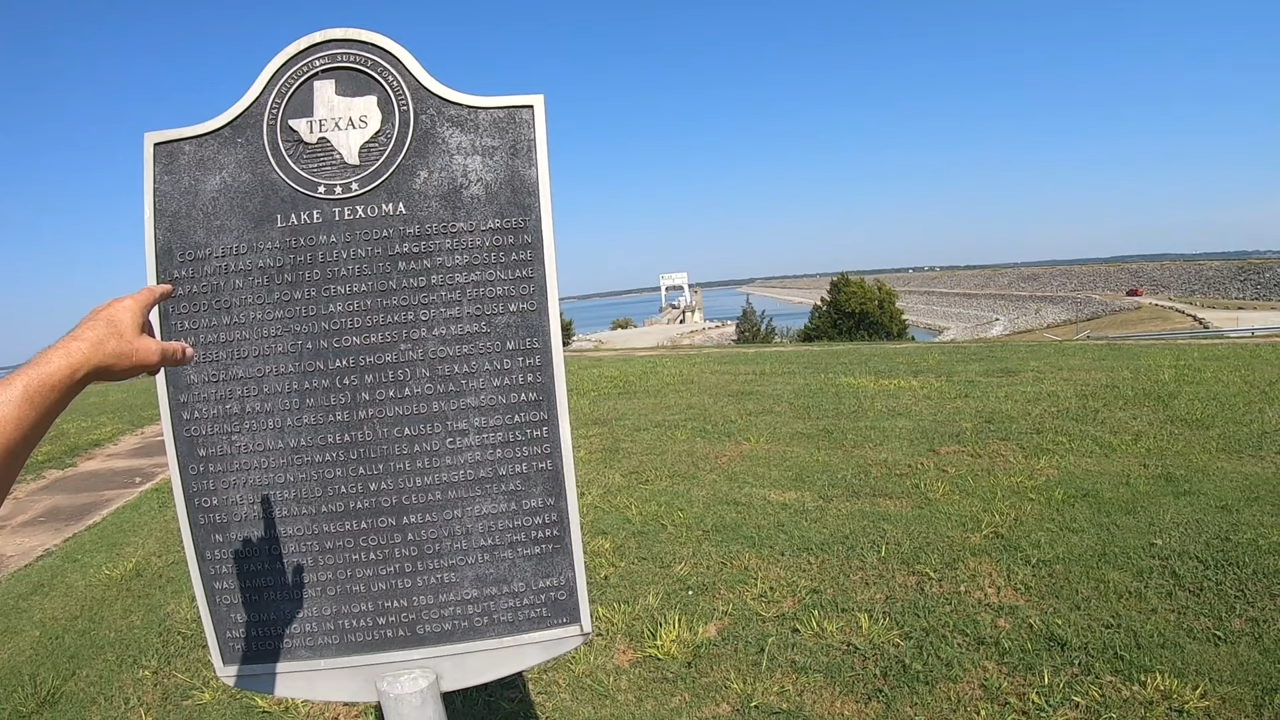 STATE HISTORICAL SURVEY COMMITTEE
TEXAS
LAKE TEXOMA
COMPLETED 1944, TEXOMA IS TODAY THE SECOND LARGEST
LAKE IN TEXAS AND THE ELEVENTH LARGEST RESERVOIR IN
CAPACITY IN THE UNITED STATES. ITS MAIN PURPOSES ARE
FLOOD CONTROL, POWER GENERATION AND RECREATION. LAKE
TEXOMA WAS PROMOTED LARGELY THROUGH THE EFFORTS OF
AM RAYBURN (1882-1961) NOTED SPEAKER OF THE HOUSE WHO
RESENTED DISTRICT 4 IN CONGRESS FOR 49 YEARS.
IN NORMAL OPERATION, LAKE SHORELINE COVERS 550 MILES,
WITH THE RED RIVER ARM (45 MILES) IN TEXAS AND THE
WASHITA ARM (30 MILES) IN OKLAHOMA. THE WATERS,
COVERING 93,080 ACRES ARE IMPOUNDED BY DENISON DAM.
WHEN TEXOMA WAS CREATED, IT CAUSED THE RELOCATION
OF RAILROADS, HIGHWAYS, UTILITIES, AND CEMETERIES. THE
SITE OF PRESTON, HISTORICALLY THE RED RIVER CROSSING
FOR THE BUTTERFIELD STAGE WAS SUBMERGED, AS WERE THE
SITES OF HAGERMAN AND PART OF CEDAR MILLS, TEXAS.
IN 1966, NUMEROUS RECREATION AREAS ON TEXOMA DREW
8,500,000 TOURISTS, WHO COULD ALSO VISIT EISENHOWER
STATE PARK AT THE SOUTHEAST END OF THE LAKE. THE PARK
WAS NAMED IN HONOR OF DWIGHT D. EISENHOWER, THE THIRTY-
FOURTH PRESIDENT OF THE UNITED STATES.
TEXOMA IS ONE OF MORE THAN 200 MAJOR INLAND LAKES
AND RESERVOIRS IN TEXAS WHICH CONTRIBUTE GREATLY TO
THE ECONOMIC AND INDUSTRIAL GROWTH OF THE STATE.